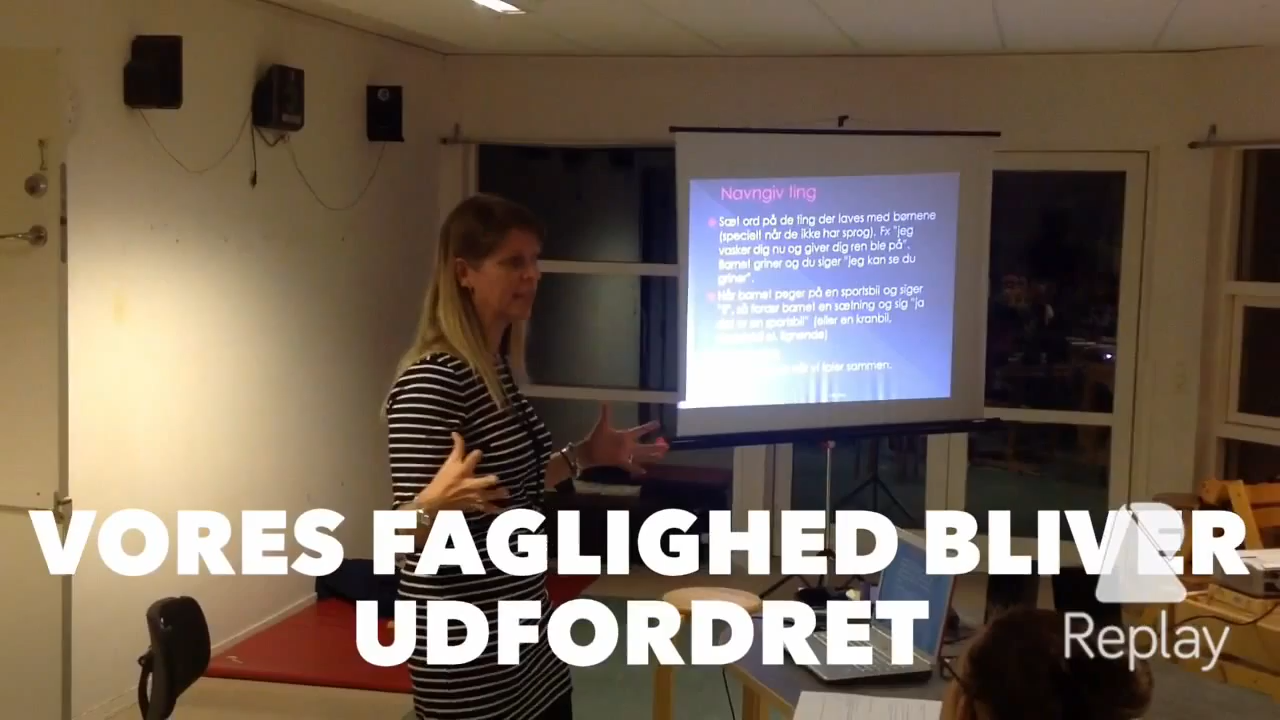 Navngiv ting
Sæt ord på de ting der laves med børnene
(specielt når de ikke har sprog). Fx "jeg
vasker dig nu og giver dig ren ble på".
Barnet griner og du siger "jeg kan se du
griner".
Når barnet peger på en sportsbil og siger
så forær barnet en sætning og sig "ja
det er en sportsbil" (eller en kranbil,
lignende)
vi taler sammen.
VORES FAGLIGHED BLIVER
UDFORDRET
Replay